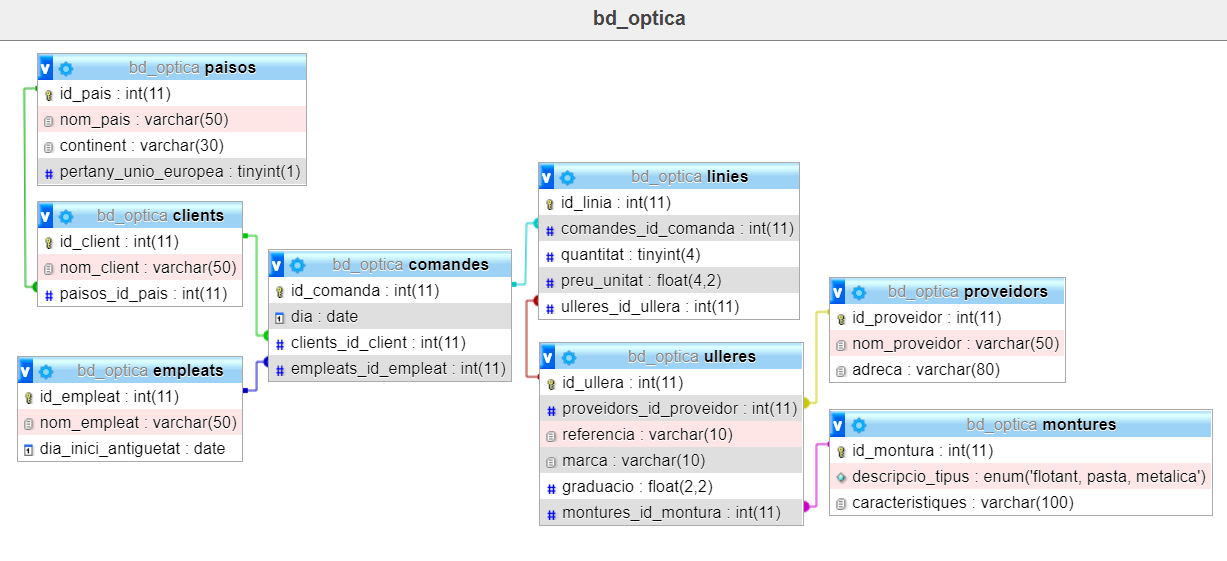 bd_optica
bd_optica paisos
id_pais : int(11)
nom_pais : varchar(50)
continent : varchar(30)
pertany_unio_europea : tinyint(1)
bd_optica clients
id_client : int(11)
nom_client : varchar(50)
paisos_id_pais : int(11)
bd_optica empleats
id_empleat : int(11)
nom_empleat : varchar(50)
dia_inici_antiguetat : date
bd_optica comandes
id_comanda : int(11)
dia : date
clients_id_client : int(11)
empleats_id_empleat : int(11)
bd_optica linies
id_linia : int(11)
comandes_id_comanda : int(11)
quantitat : tinyint(4)
preu_unitat : float(4,2)
ulleres_id_ullera : int(11)
bd_optica ulleres
id_ullera : int(11)
proveidors_id_proveidor : int(11)
referencia : varchar(10)
marca : varchar(10)
graduacio : float(2,2)
montures_id_montura : int(11)
bd_optica proveidors
id_proveidor : int(11)
nom_proveidor : varchar(50)
adreca : varchar(80)
bd_optica montures
id_montura : int(11)
descripcio_tipus : enum('flotant, pasta, metalica')
caracteristiques : varchar(100)